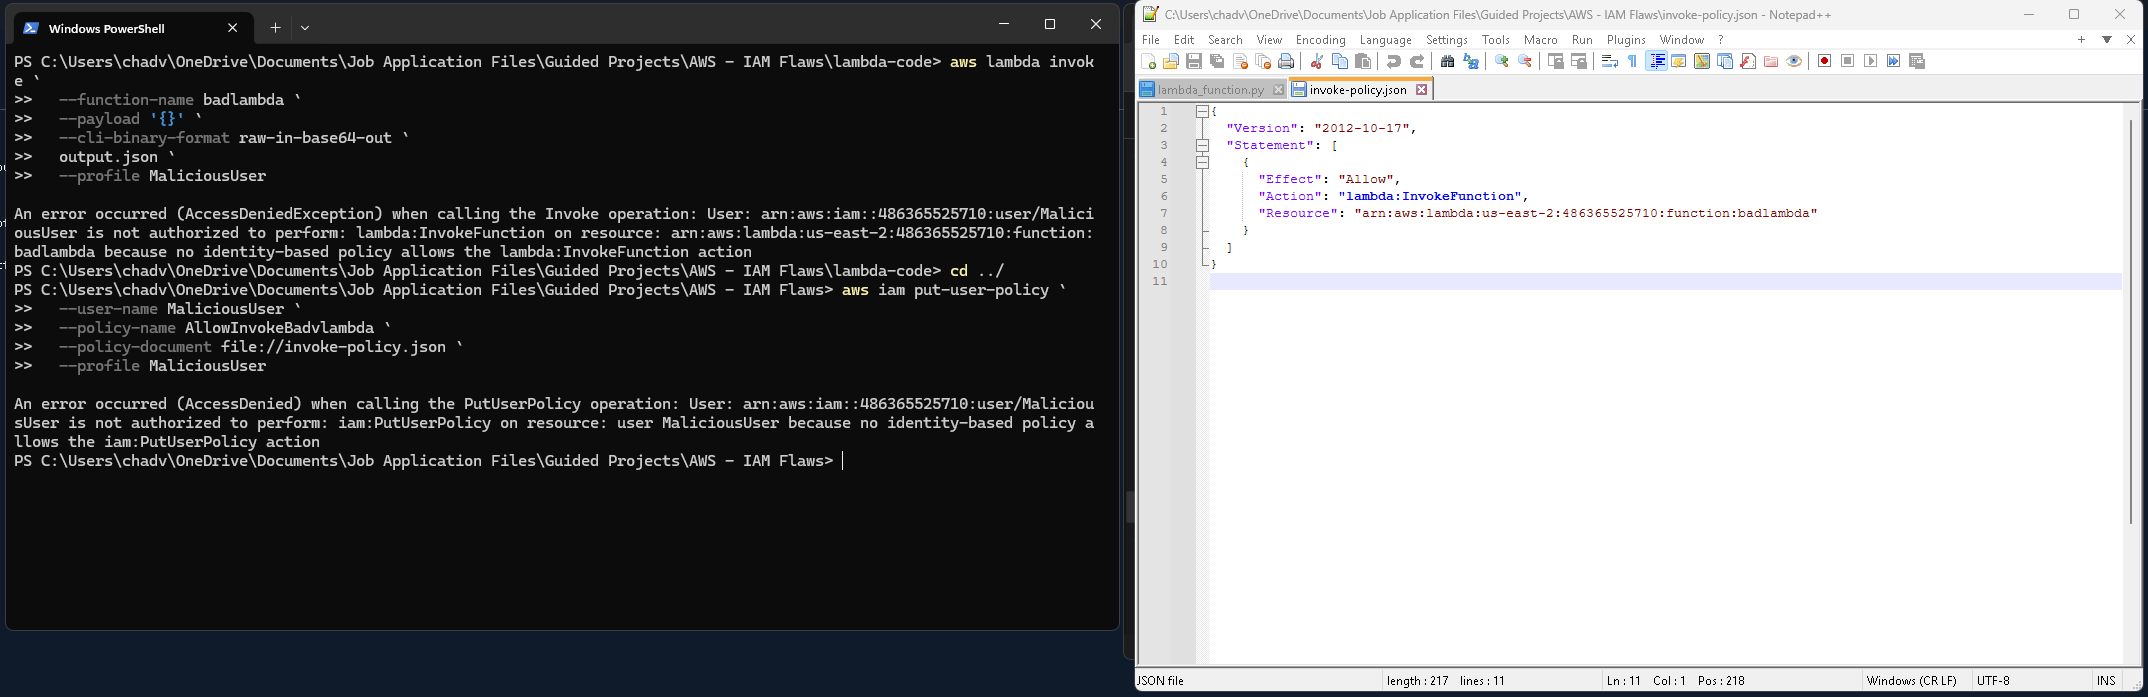 Windows PowerShell
PS C:\Users\chadv\OneDrive\Documents\Job Application Files\Guided Projects\AWS - IAM Flaws\lambda-code> aws lambda invok
e `
>>   --function-name badlambda `
>>   --payload '{}' `
>>   --cli-binary-format raw-in-base64-out `
>>   output.json `
>>   --profile MaliciousUser
An error occurred (AccessDeniedException) when calling the Invoke operation: User: arn:aws:iam::486365525710:user/Malici
ousUser is not authorized to perform: lambda:InvokeFunction on resource: arn:aws:lambda:us-east-2:486365525710:function:
badlambda because no identity-based policy allows the lambda:InvokeFunction action
PS C:\Users\chadv\OneDrive\Documents\Job Application Files\Guided Projects\AWS - IAM Flaws\lambda-code> cd ../
PS C:\Users\chadv\OneDrive\Documents\Job Application Files\Guided Projects\AWS - IAM Flaws> aws iam put-user-policy `
>>   --user-name MaliciousUser `
>>   --policy-name AllowInvokeBadvlambda `
>>   --policy-document file://invoke-policy.json `
>>   --profile MaliciousUser
An error occurred (AccessDenied) when calling the PutUserPolicy operation: User: arn:aws:iam::486365525710:user/Maliciou
sUser is not authorized to perform: iam:PutUserPolicy on resource: user MaliciousUser because no identity-based policy a
llows the iam:PutUserPolicy action
PS C:\Users\chadv\OneDrive\Documents\Job Application Files\Guided Projects\AWS - IAM Flaws>
C:\Users\chadv\OneDrive\Documents\Job Application Files\Guided Projects\AWS - IAM Flaws\invoke-policy.json - Notepad++
File Edit Search View Encoding Language Settings Tools Macro Run Plugins Window ?
lambda_function.py invoke-policy.json
1 {
2 "Version": "2012-10-17",
3 "Statement": [
4 {
5 "Effect": "Allow",
6 "Action": "lambda:InvokeFunction",
7 "Resource": "arn:aws:lambda:us-east-2:486365525710:function:badlambda"
8 }
9 ]
10 }
11
JSON file length : 217 lines : 11 Ln : 11 Col : 1 Pos : 218 Windows (CR LF) UTF-8 INS